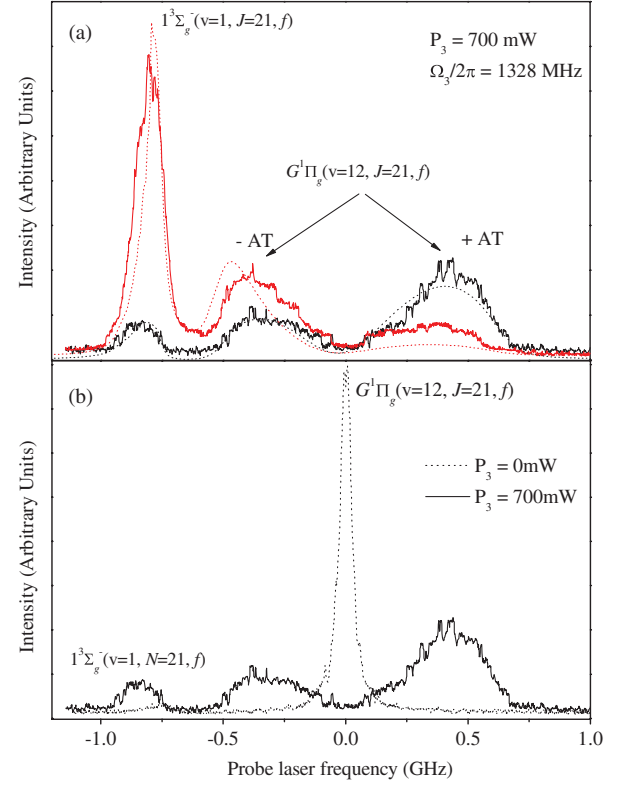 (a)
1³Σg⁻(v=1, J=21, f)
P₃ = 700 mW
Ω₃/2π = 1328 MHz
G¹Πg(v=12, J=21, f)
- AT
+ AT
Intensity (Arbitrary Units)
(b)
G¹Πg(v=12, J=21, f)
P₃ = 0mW
P₃ = 700mW
1³Σg⁻(v=1, N=21, f)
Intensity (Arbitrary Units)
-1.0 -0.5 0.0 0.5 1.0
Probe laser frequency (GHz)